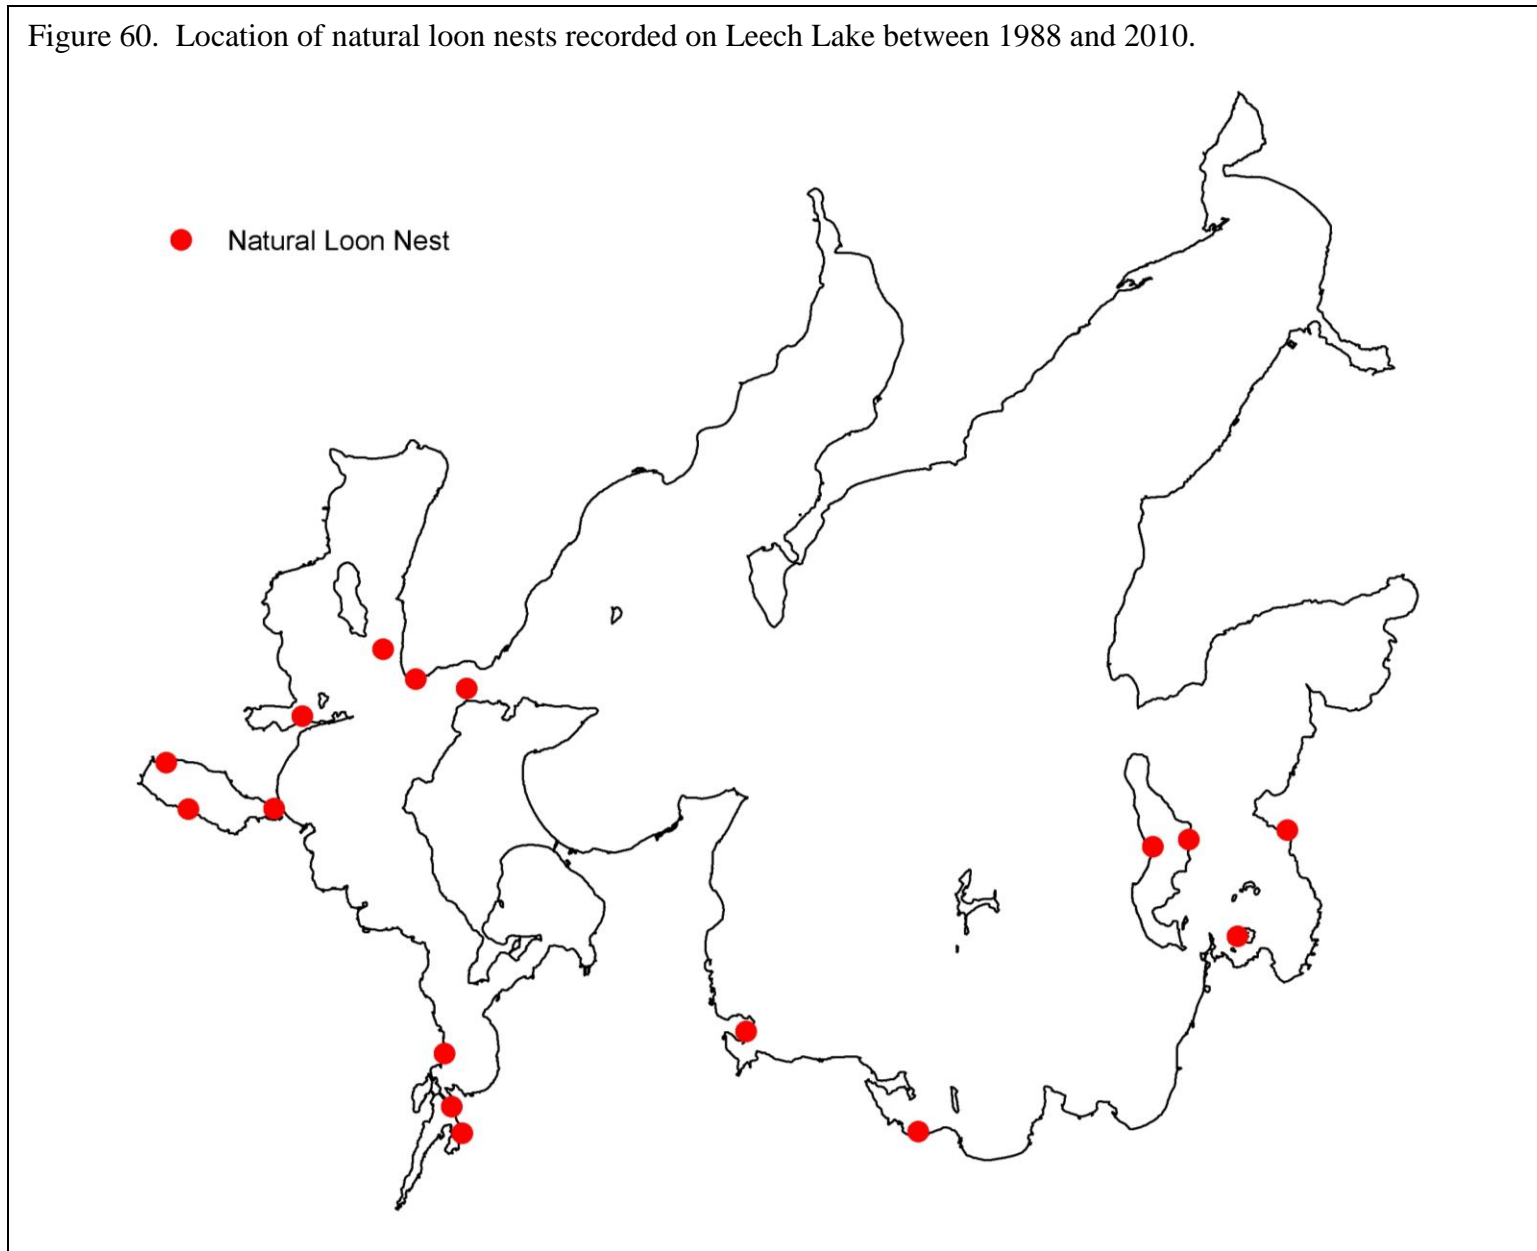 Figure 60. Location of natural loon nests recorded on Leech Lake between 1988 and 2010.
Natural Loon Nest